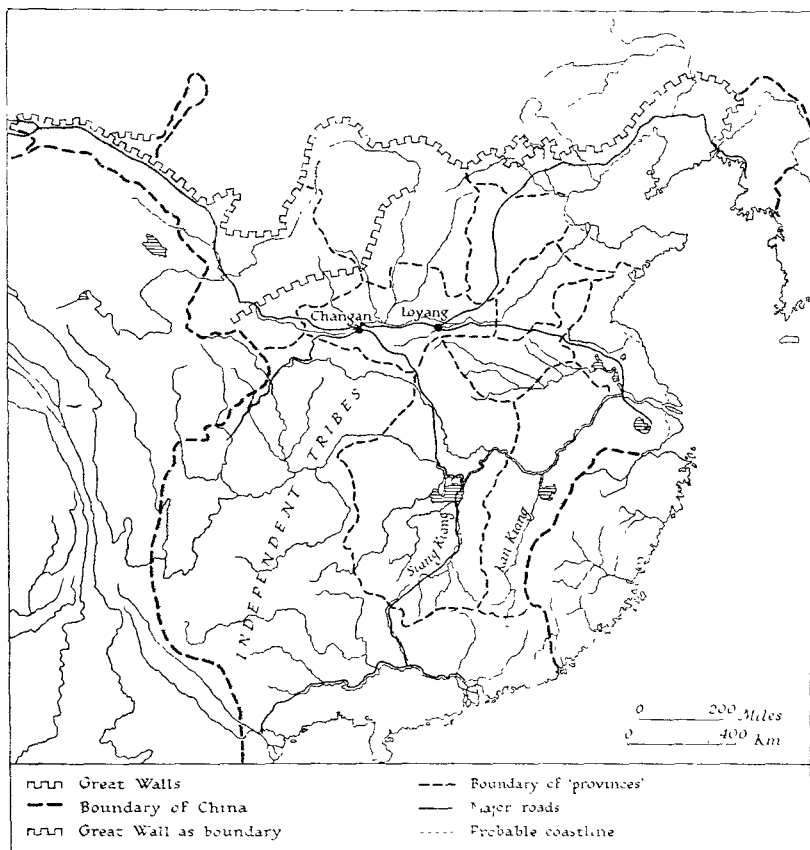 Changan
Loyang
INDEPENDENT TRIBES
Siang Kiang
Kan Kiang
0 200 Miles
0 400 Km
Great Walls
Boundary of China
Great Wall as boundary
Boundary of 'provinces'
Major roads
Probable coastline